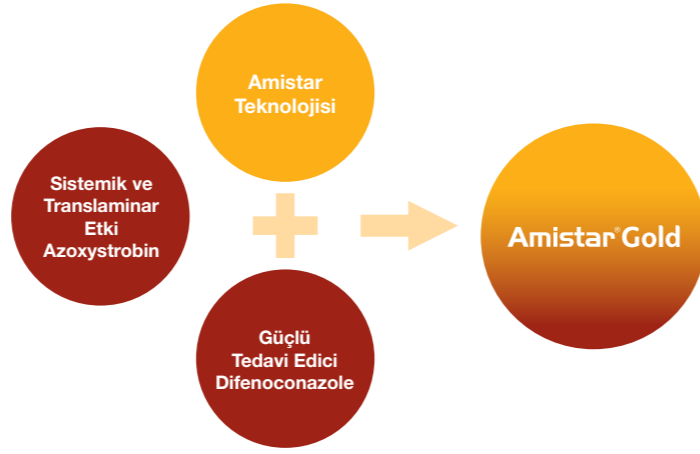 Amistar
Teknolojisi
Sistemik ve
Translaminar
Etki
Azoxystrobin
Amistar® Gold
Güçlü
Tedavi Edici
Difenoconazole